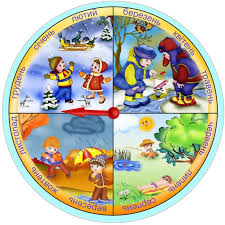 січень
лютий
березень
квітень
травень
червень
липень
серпень
вересень
жовтень
листопад
грудень